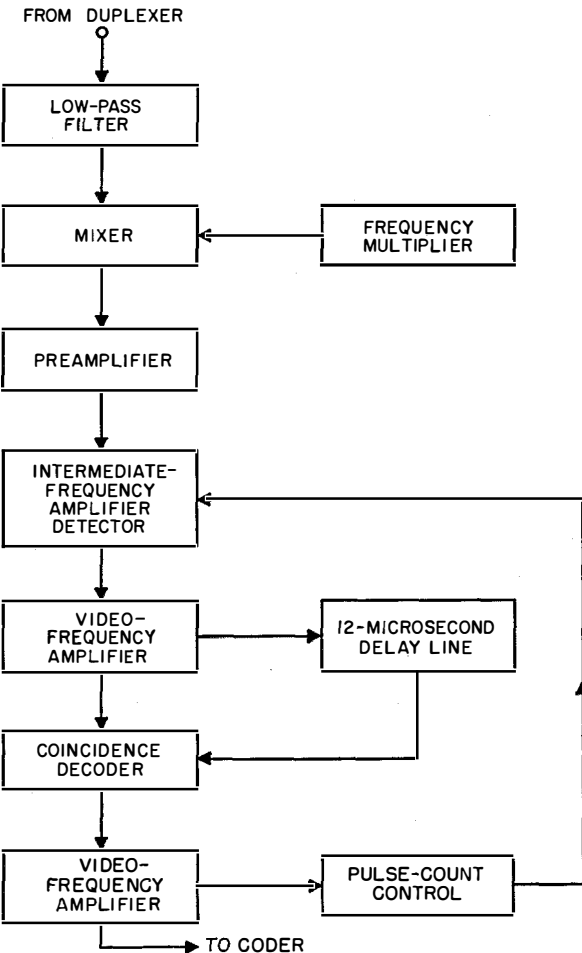 FROM DUPLEXER
LOW-PASS
FILTER
MIXER
FREQUENCY
MULTIPLIER
PREAMPLIFIER
INTERMEDIATE-
FREQUENCY
AMPLIFIER
DETECTOR
VIDEO-
FREQUENCY
AMPLIFIER
12-MICROSECOND
DELAY LINE
COINCIDENCE
DECODER
VIDEO-
FREQUENCY
AMPLIFIER
PULSE-COUNT
CONTROL
TO CODER